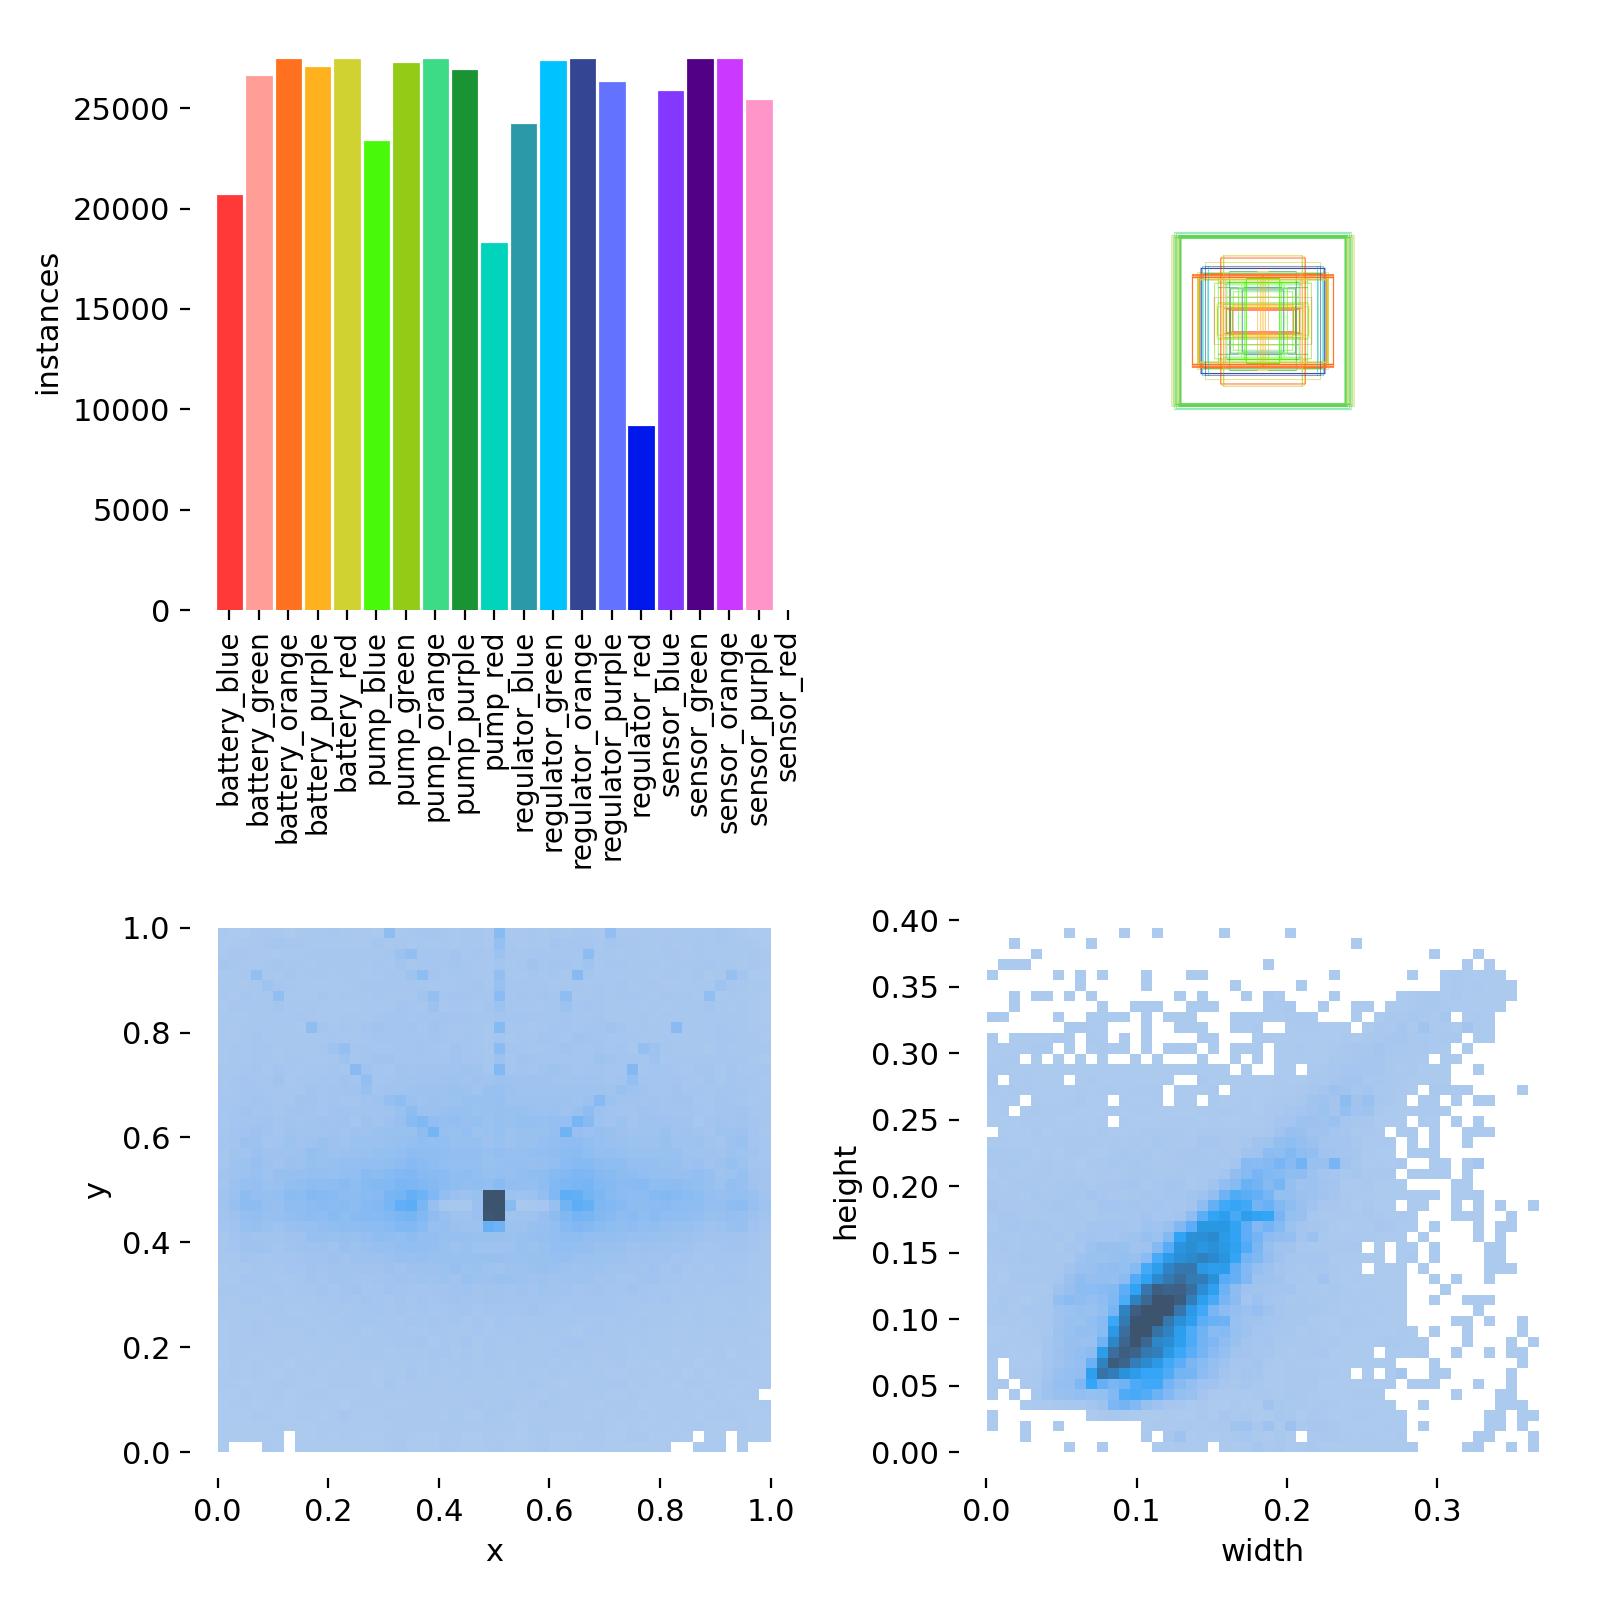 25000
20000
15000
10000
5000
0
instances
battery_blue
battery_green
battery_orange
battery_purple
battery_red
pump_blue
pump_green
pump_orange
pump_purple
pump_red
regulator_blue
regulator_green
regulator_orange
regulator_purple
regulator_red
sensor_blue
sensor_green
sensor_orange
sensor_purple
sensor_red
1.0
0.8
0.6
0.4
0.2
0.0
y
0.0 0.2 0.4 0.6 0.8 1.0
x
0.40
0.35
0.30
0.25
0.20
0.15
0.10
0.05
0.00
height
0.0 0.1 0.2 0.3
width